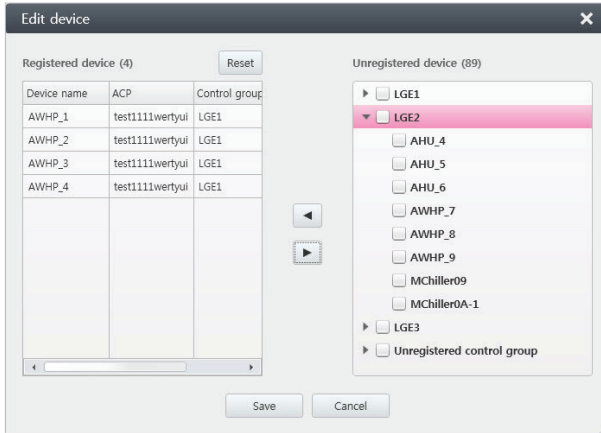 Edit device
Registered device (4)
Reset
Device name ACP Control group
AWHP_1 test1111wertyui LGE1
AWHP_2 test1111wertyui LGE1
AWHP_3 test1111wertyui LGE1
AWHP_4 test1111wertyui LGE1
Unregistered device (89)
LGE1
LGE2
AHU_4
AHU_5
AHU_6
AWHP_7
AWHP_8
AWHP_9
MChiller09
MChiller0A-1
LGE3
Unregistered control group
Save Cancel